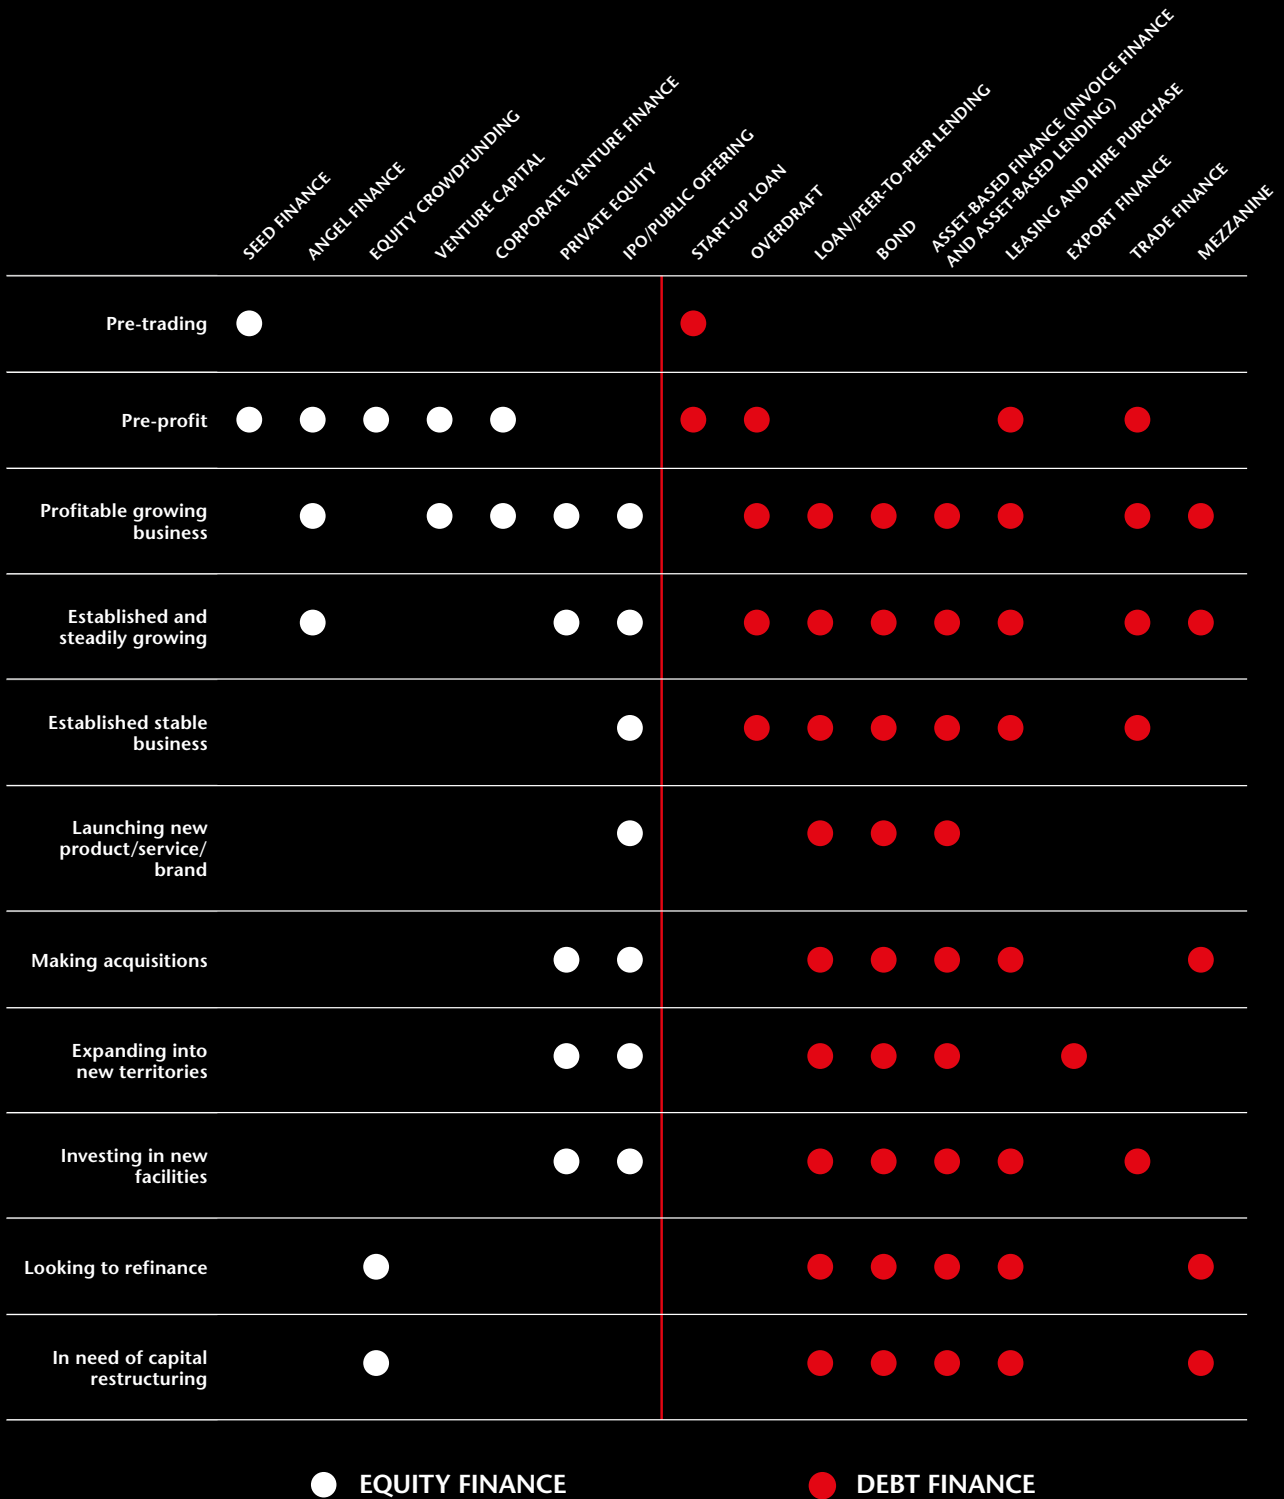 SEED FINANCE
ANGEL FINANCE
EQUITY CROWDFUNDING
VENTURE CAPITAL
CORPORATE VENTURE FINANCE
PRIVATE EQUITY
IPO/PUBLIC OFFERING
START-UP LOAN
OVERDRAFT
LOAN/PEER-TO-PEER LENDING
BOND
ASSET-BASED FINANCE (INVOICE FINANCE
AND ASSET-BASED LENDING)
LEASING AND HIRE PURCHASE
EXPORT FINANCE
TRADE FINANCE
MEZZANINE
Pre-trading
Pre-profit
Profitable growing
business
Established and
steadily growing
Established stable
business
Launching new
product/service/
brand
Making acquisitions
Expanding into
new territories
Investing in new
facilities
Looking to refinance
In need of capital
restructuring
EQUITY FINANCE
DEBT FINANCE